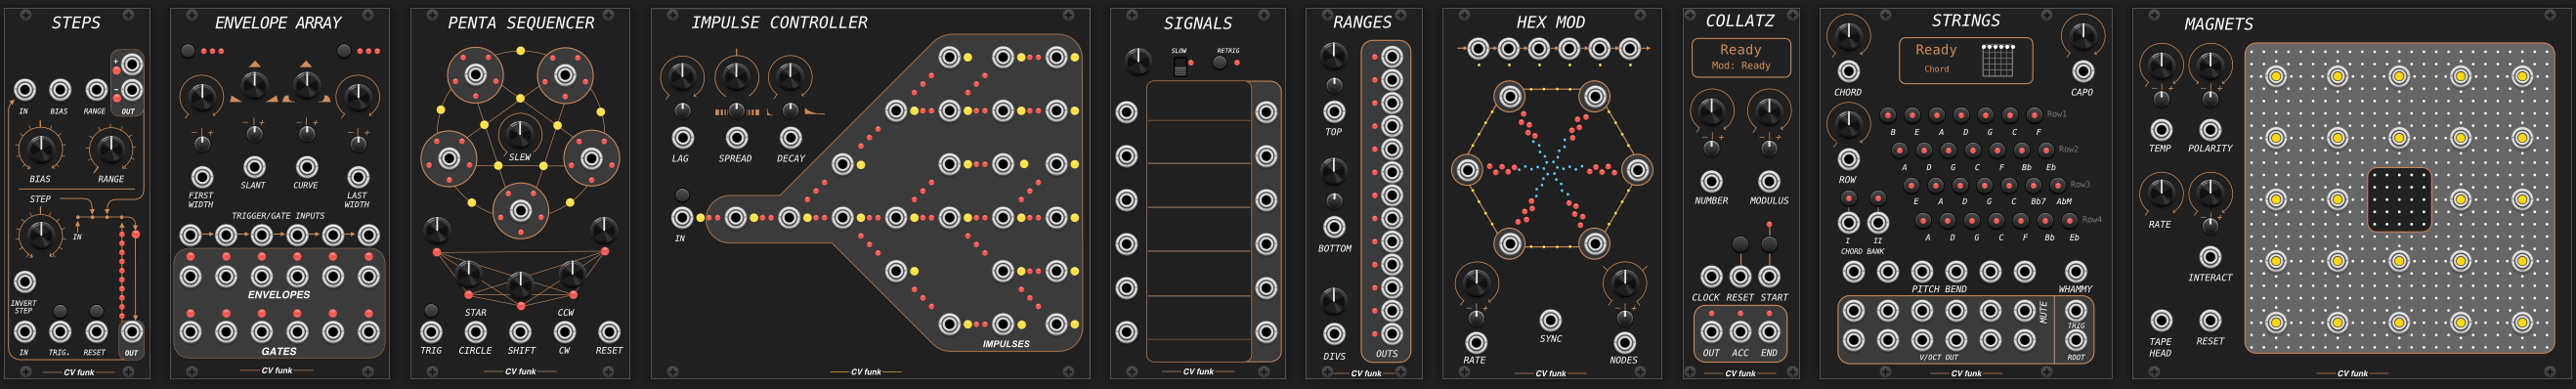 STEPS
+
-
IN BIAS RANGE OUT
BIAS RANGE
STEP
IN
INVERT
STEP
IN TRIG. RESET OUT
CV funk
ENVELOPE ARRAY
- | +
- | +
- | +
- | +
FIRST
WIDTH
SLANT
CURVE
LAST
WIDTH
TRIGGER/GATE INPUTS
ENVELOPES
GATES
CV funk
PENTA SEQUENCER
SLEW
STAR CCW
TRIG CIRCLE SHIFT CW RESET
CV funk
IMPULSE CONTROLLER
LAG SPREAD DECAY
IN
IMPULSES
CV funk
SIGNALS
SLOW RETRIG
CV funk
RANGES
TOP
BOTTOM
DIVS OUTS
CV funk
HEX MOD
- | +
- | +
RATE
SYNC
NODES
CV funk
COLLATZ
Ready
Mod: Ready
- | +
- | +
NUMBER MODULUS
CLOCK RESET START
OUT ACC END
CV funk
STRINGS
Ready
Chord
CHORD
CAPO
Row1
B E A D G C F
Row2
A D G C F Bb Eb
ROW
Row3
E A D G C Bb7 AbM
Row4
A D G C F Bb Eb
I II
CHORD BANK
PITCH BEND
WHAMMY
MUTE
TRIG
V/OCT OUT
ROOT
CV funk
MAGNETS
- | +
- | +
TEMP POLARITY
- | +
RATE
INTERACT
TAPE
HEAD
RESET
CV funk